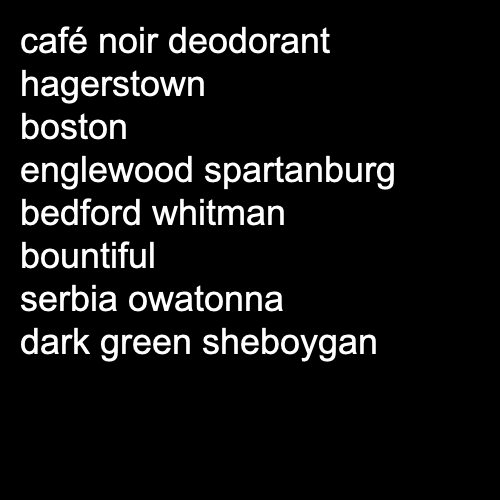 café noir deodorant
hagerstown
boston
englewood spartanburg
bedford whitman
bountiful
serbia owatonna
dark green sheboygan